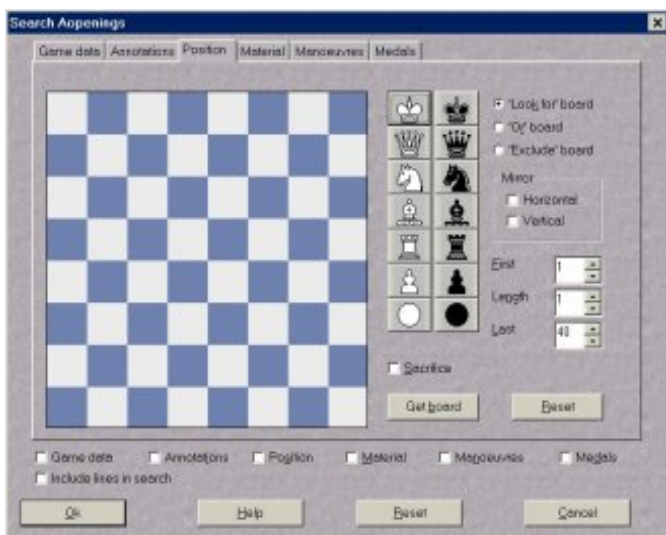 Search Aopenings
Game data Annotations Position Material Manoeuvres Medals
'Look for' board
'Or' board
'Exclude' board
Mirror
Horizontal
Vertical
First 1
Length 1
Last 40
Sacrifice
Get board Reset
Game data Annotations Position Material Manoeuvres Medals
Include lines in search
Ok Help Reset Cancel